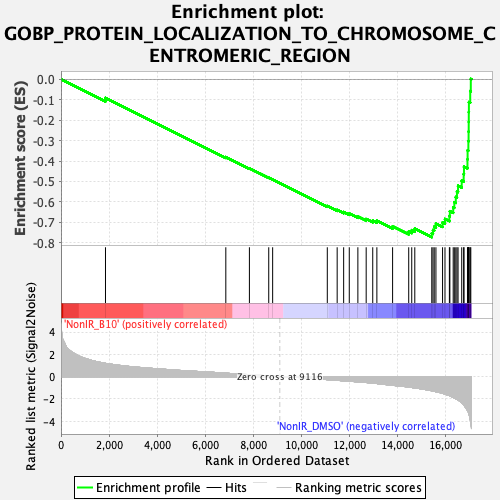 Enrichment plot:
GOBP_PROTEIN_LOCALIZATION_TO_CHROMOSOME_C
ENTROMERIC_REGION
Enrichment score (ES)
0.0
-0.1
-0.2
-0.3
-0.4
-0.5
-0.6
-0.7
-0.8
'NonIR_B10' (positively correlated)
Ranked list metric (Signal2Noise)
4
2
0
-2
-4
Zero cross at 9116
'NonIR_DMSO' (negatively correlated)
0
2,000
4,000
6,000
8,000
10,000
12,000
14,000
16,000
Rank in Ordered Dataset
Enrichment profile
Hits
Ranking metric scores